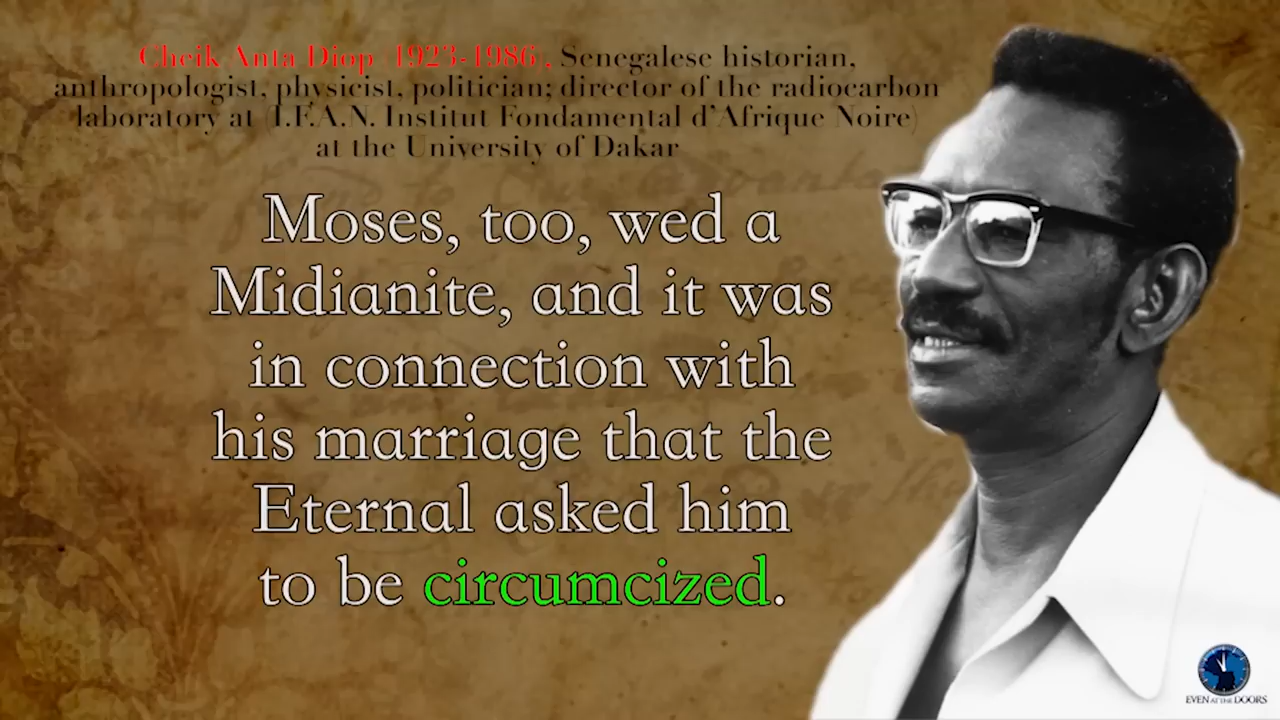 Cheik Anta Diop (1923-1986), Senegalese historian,
anthropologist, physicist, politician; director of the radiocarbon
laboratory at (I.F.A.N. Institut Fondamental d'Afrique Noire)
at the University of Dakar
Moses, too, wed a
Midianite, and it was
in connection with
his marriage that the
Eternal asked him
to be circumcized.
EVEN AT THE DOORS